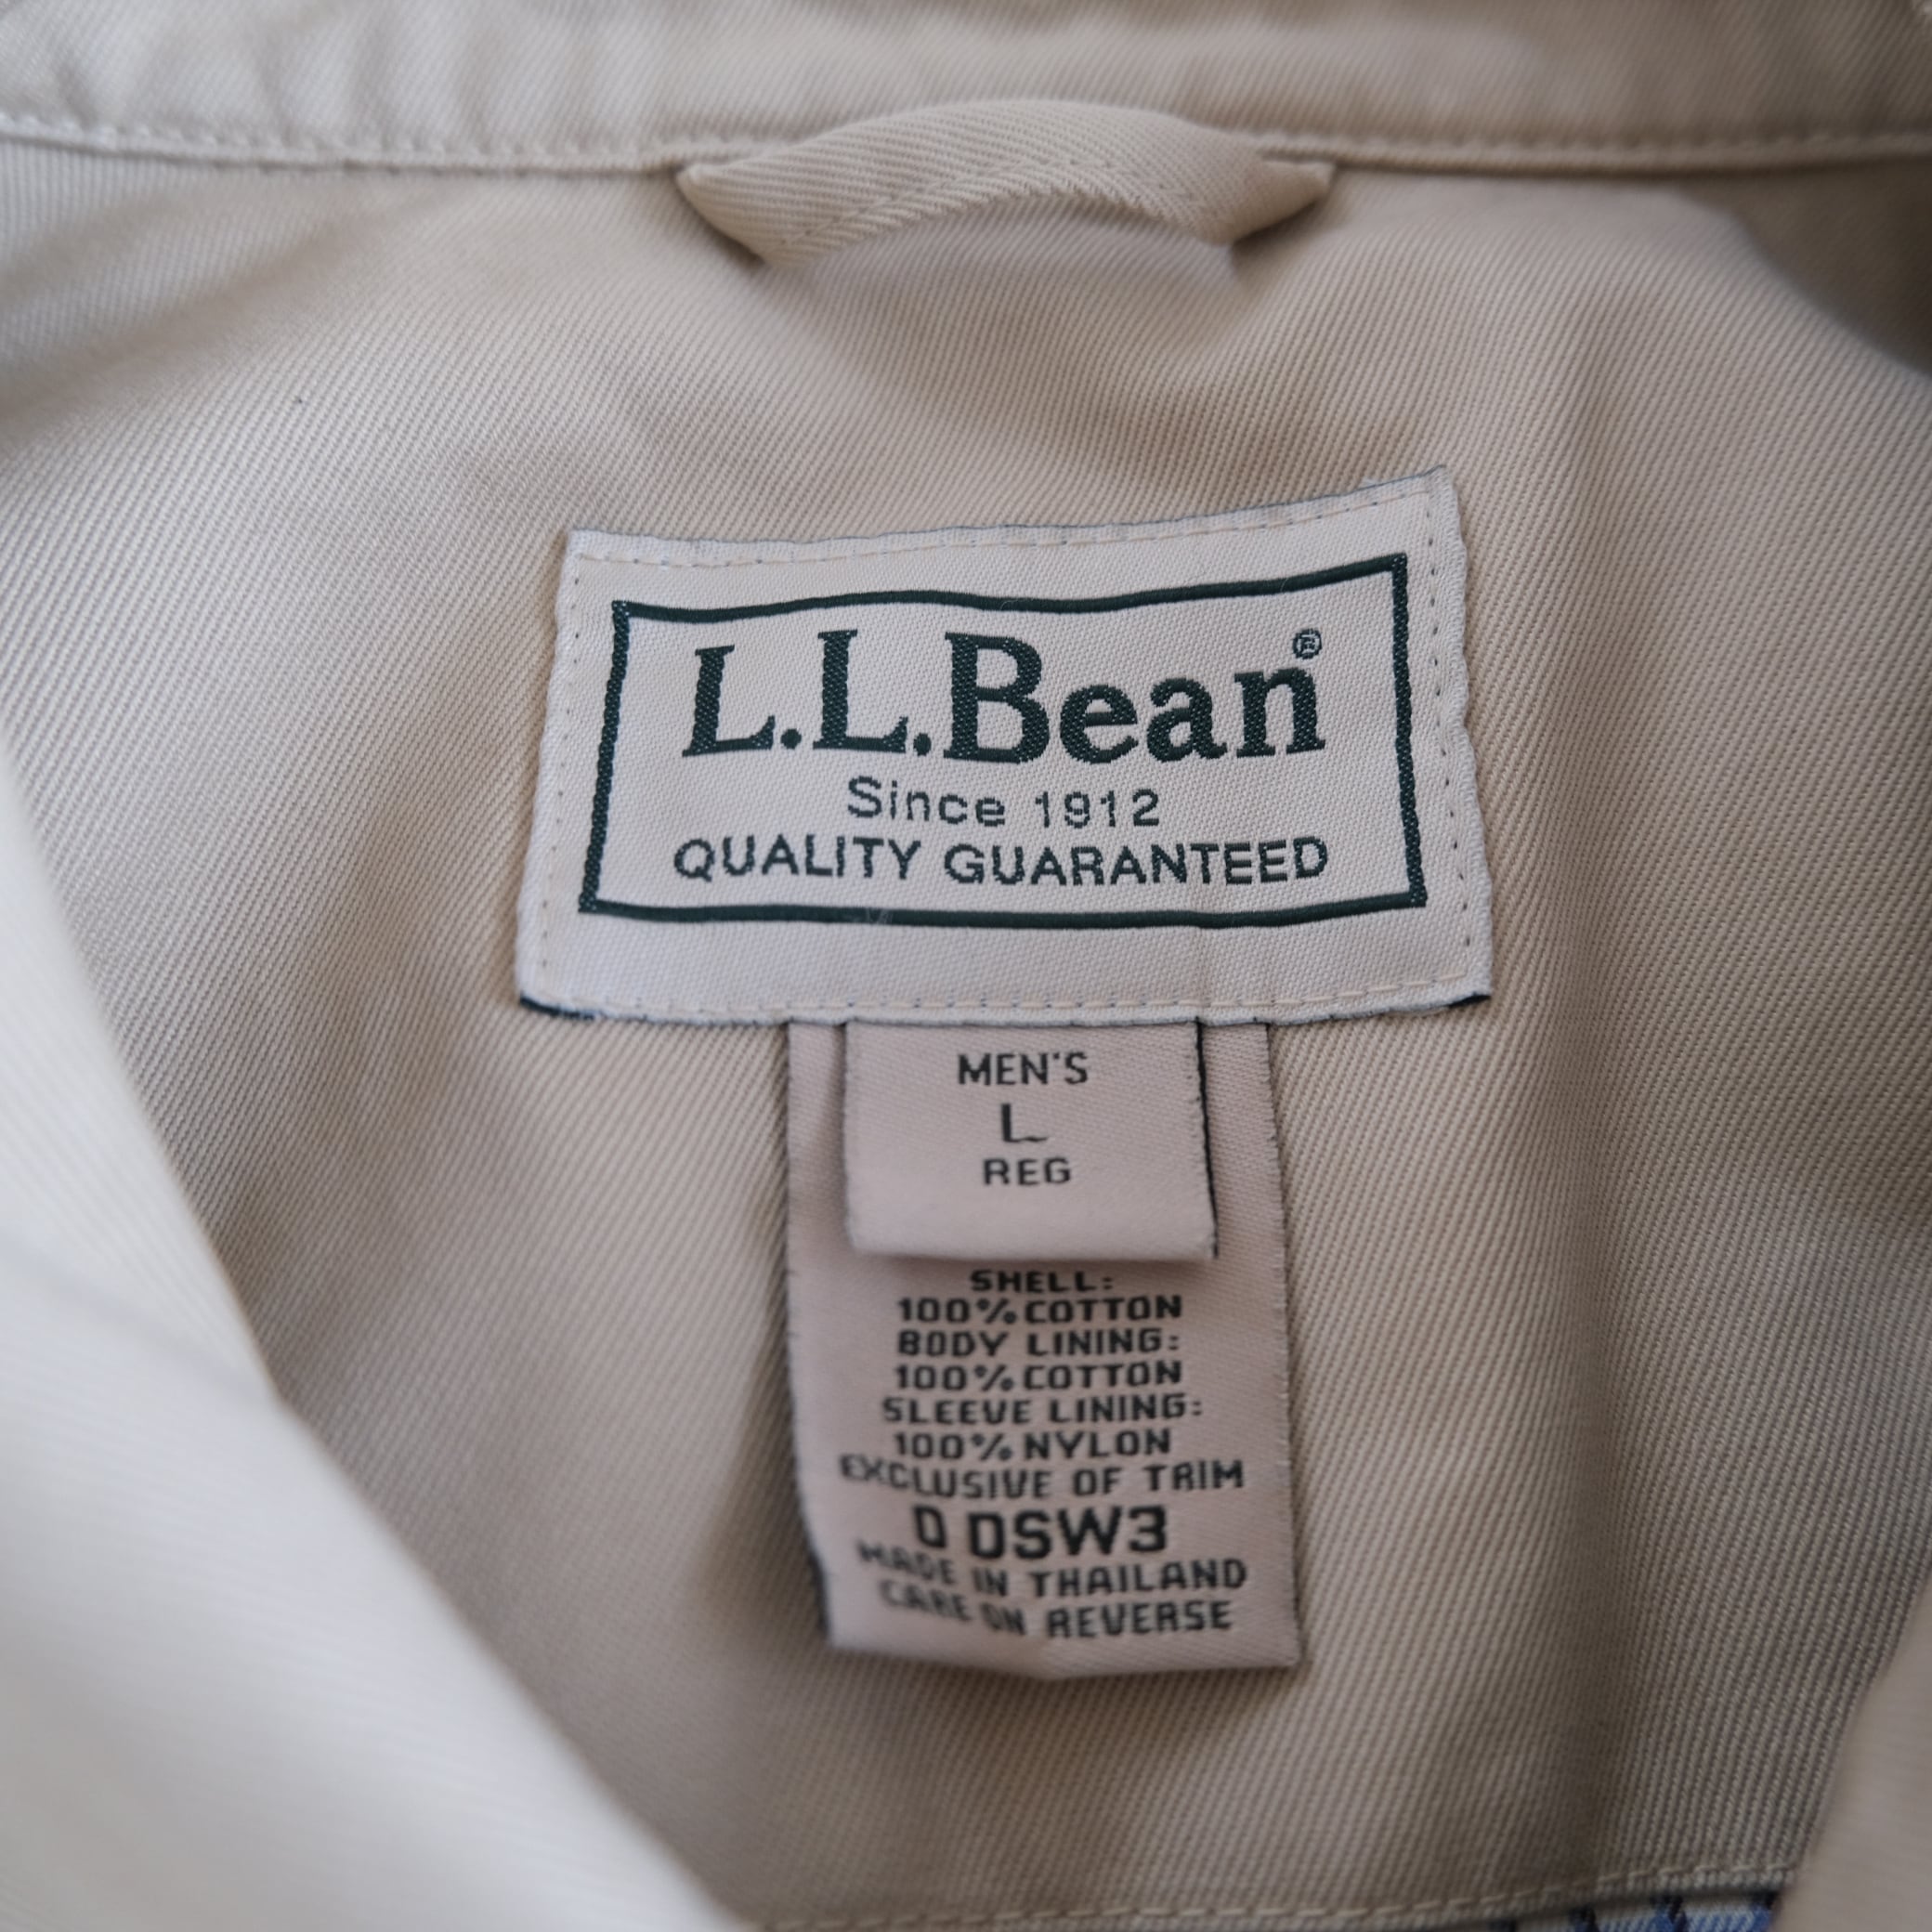 L.L.Bean®
Since 1912
QUALITY GUARANTEED
MEN'S
L
REG
SHELL:
100% COTTON
BODY LINING:
100% COTTON
SLEEVE LINING:
100% NYLON
EXCLUSIVE OF TRIM
0 DSW3
MADE IN THAILAND
CARE ON REVERSE